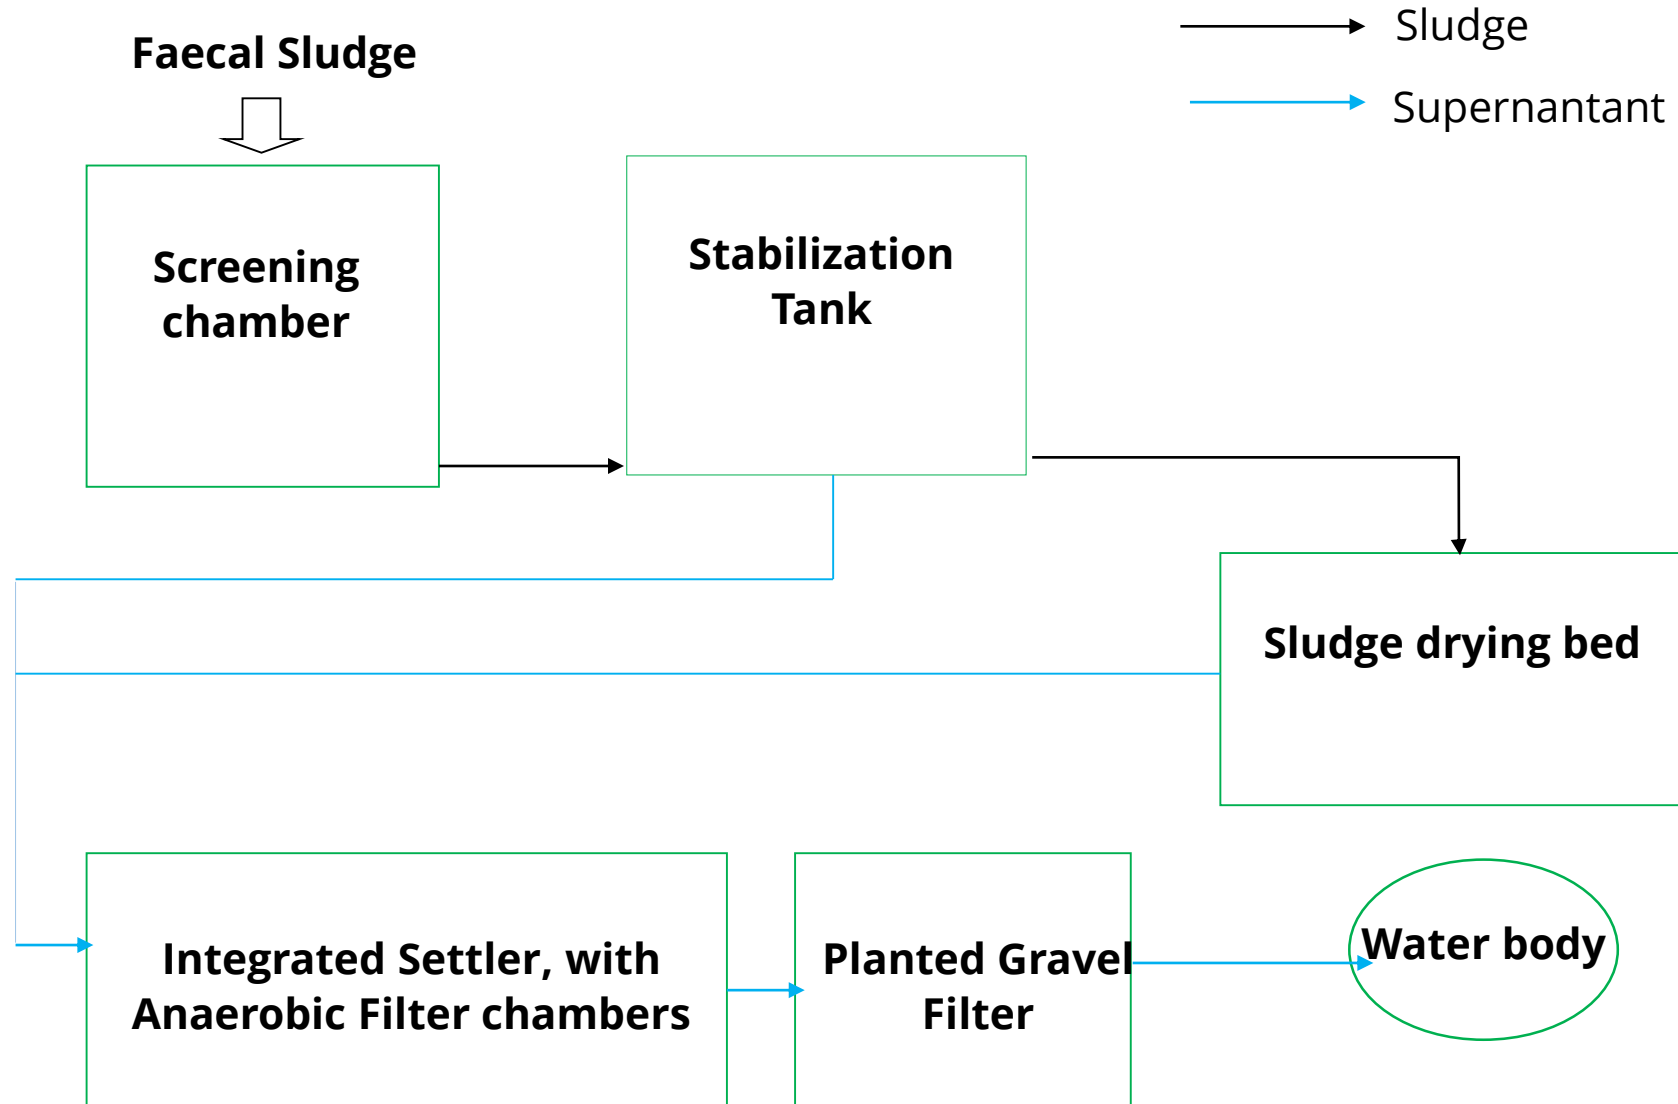 Sludge
Faecal Sludge
Supernantant
Screening
chamber
Stabilization
Tank
Sludge drying bed
Integrated Settler, with
Anaerobic Filter chambers
Planted Gravel
Filter
Water body